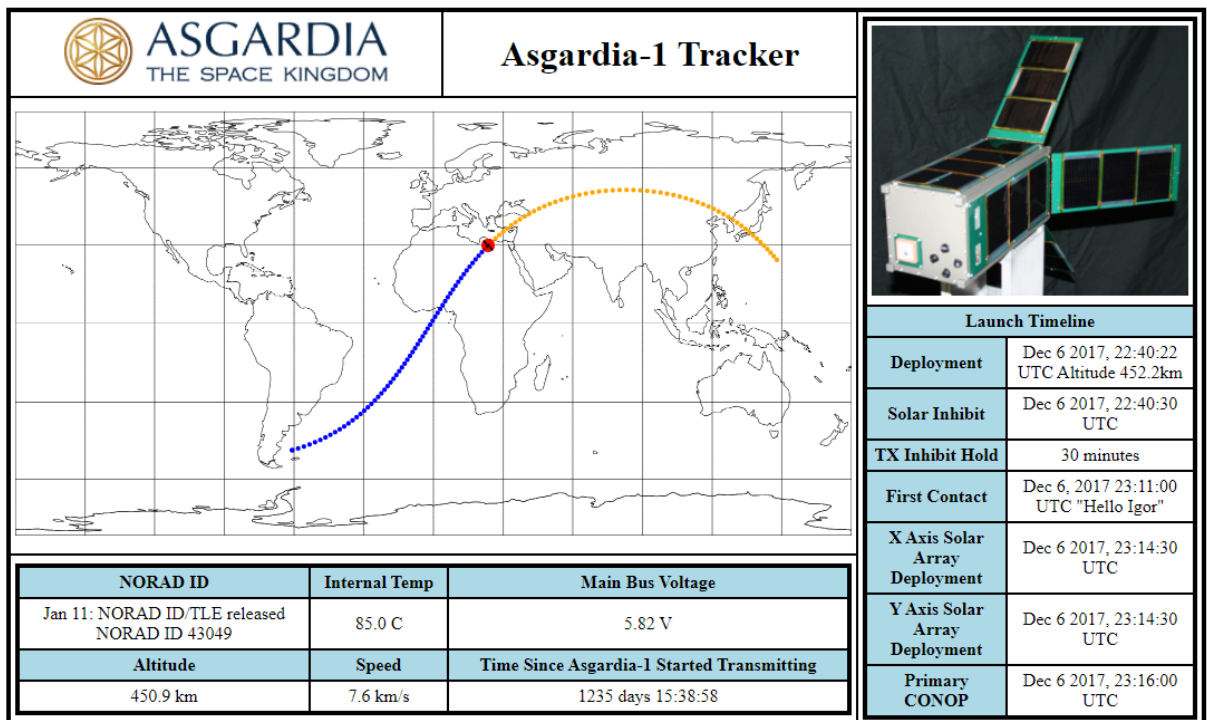 ASGARDIA
THE SPACE KINGDOM
Asgardia-1 Tracker
NORAD ID
Internal Temp
Main Bus Voltage
Jan 11: NORAD ID/TLE released
NORAD ID 43049
85.0 C
5.82 V
Altitude
Speed
Time Since Asgardia-1 Started Transmitting
450.9 km
7.6 km/s
1235 days 15:38:58
Launch Timeline
Deployment
Dec 6 2017, 22:40:22
UTC Altitude 452.2km
Solar Inhibit
Dec 6 2017, 22:40:30
UTC
TX Inhibit Hold
30 minutes
First Contact
Dec 6, 2017 23:11:00
UTC "Hello Igor"
X Axis Solar
Array
Deployment
Dec 6 2017, 23:14:30
UTC
Y Axis Solar
Array
Deployment
Dec 6 2017, 23:14:30
UTC
Primary
CONOP
Dec 6 2017, 23:16:00
UTC